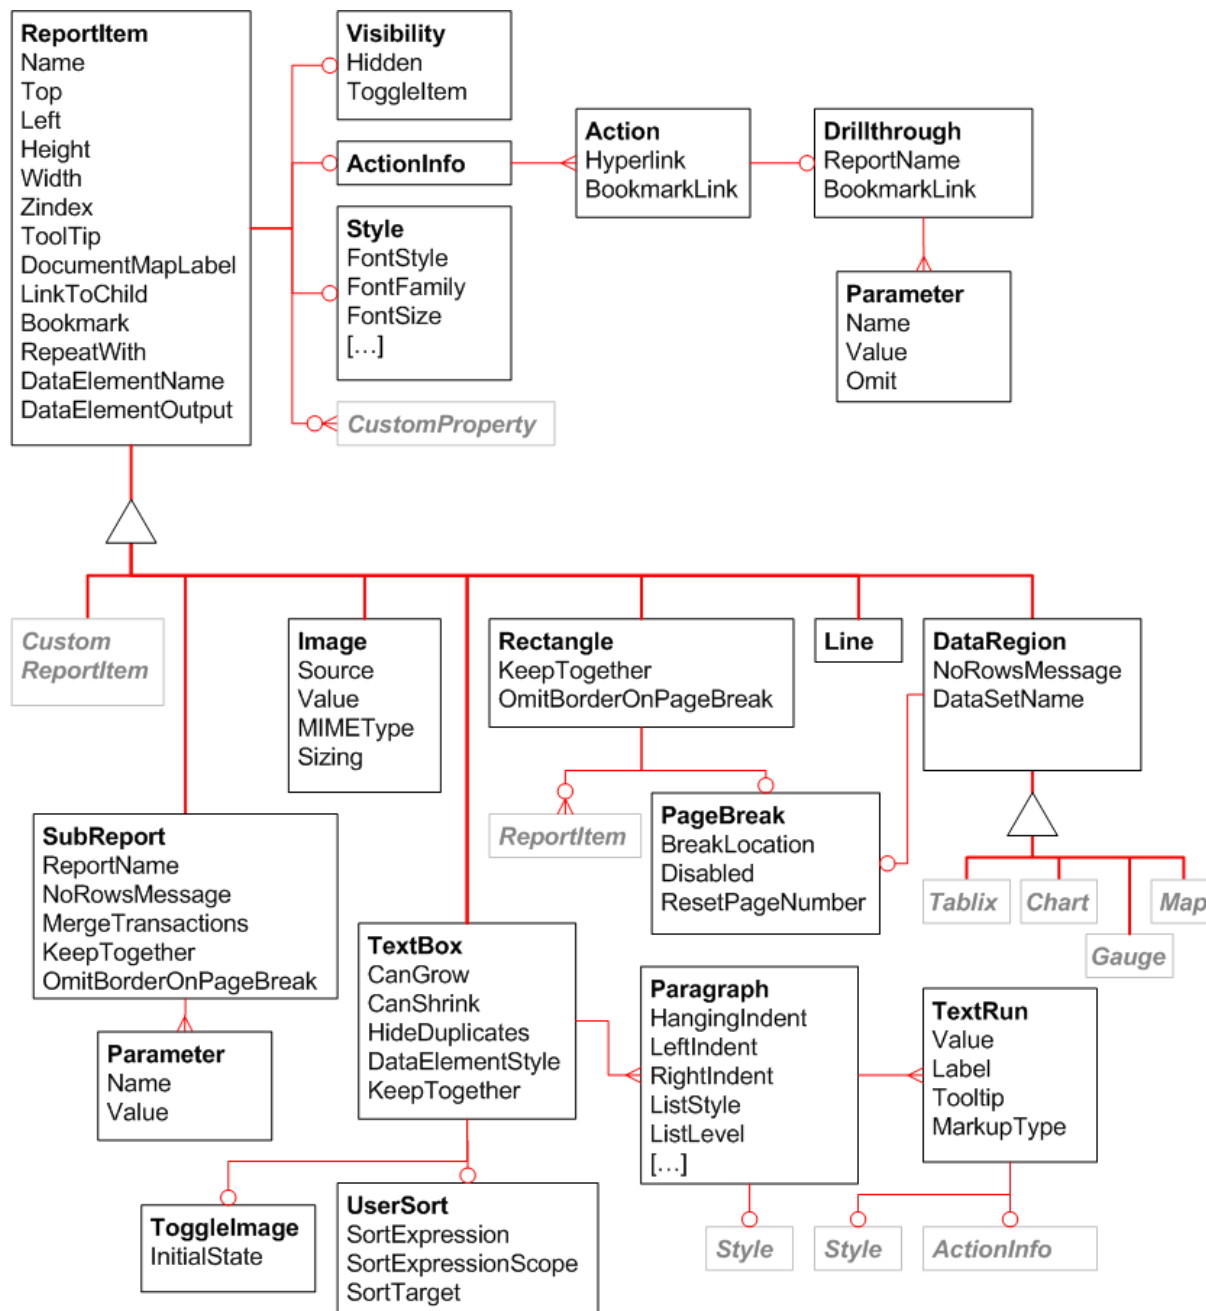 ReportItem
Name
Top
Left
Height
Width
Zindex
ToolTip
DocumentMapLabel
LinkToChild
Bookmark
RepeatWith
DataElementName
DataElementOutput
Visibility
Hidden
ToggleItem
ActionInfo
Style
FontStyle
FontFamily
FontSize
[...]
CustomProperty
Action
Hyperlink
BookmarkLink
Drillthrough
ReportName
BookmarkLink
Parameter
Name
Value
Omit
Custom
ReportItem
Image
Source
Value
MIMEType
Sizing
Rectangle
KeepTogether
OmitBorderOnPageBreak
Line
DataRegion
NoRowsMessage
DataSetName
SubReport
ReportName
NoRowsMessage
MergeTransactions
KeepTogether
OmitBorderOnPageBreak
Parameter
Name
Value
ReportItem
PageBreak
BreakLocation
Disabled
ResetPageNumber
Tablix
Chart
Gauge
Map
TextBox
CanGrow
CanShrink
HideDuplicates
DataElementStyle
KeepTogether
Paragraph
HangingIndent
LeftIndent
RightIndent
ListStyle
ListLevel
[...]
TextRun
Value
Label
Tooltip
MarkupType
ToggleImage
InitialState
UserSort
SortExpression
SortExpressionScope
SortTarget
Style
Style
ActionInfo